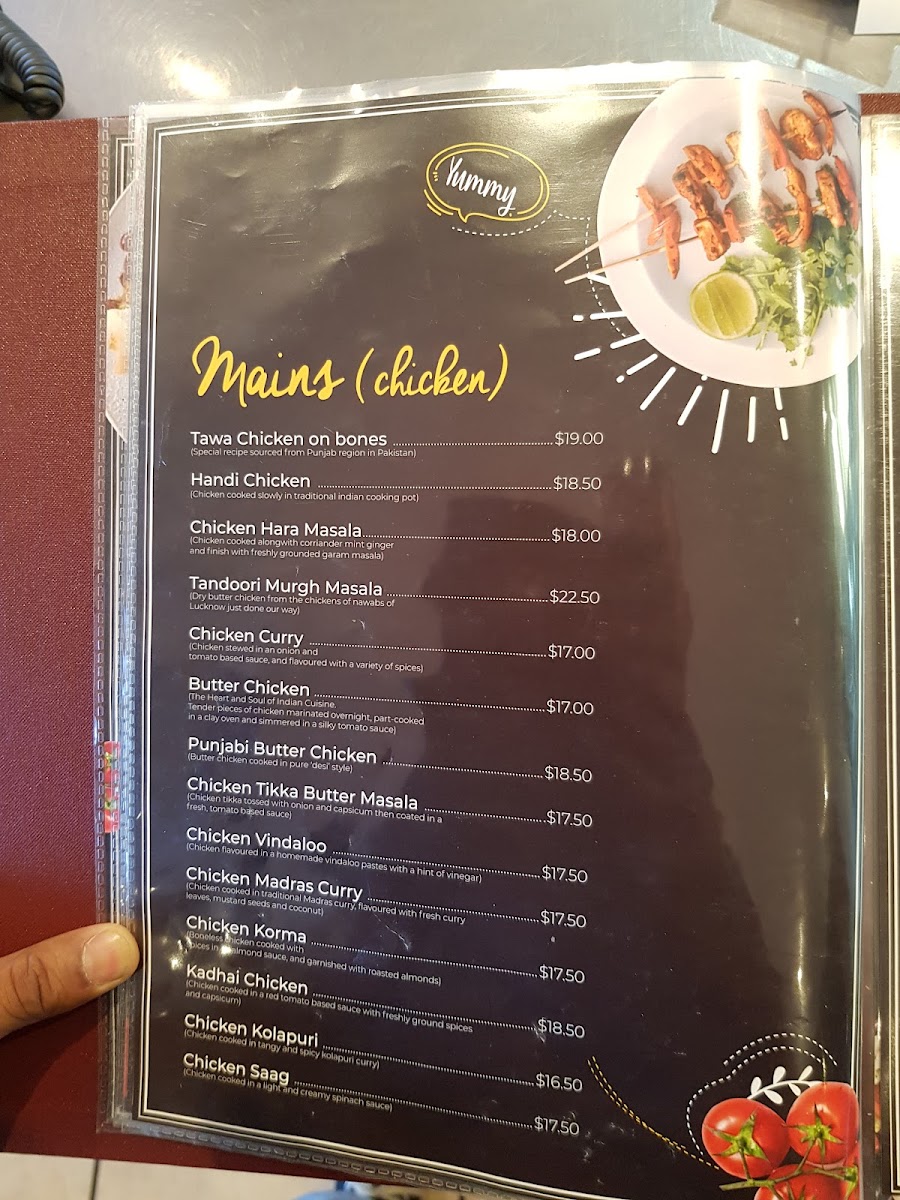 Yummy
Mains (chicken)
Tawa Chicken on bones $19.00
(Special recipe sourced from Punjab region in Pakistan)
Handi Chicken $18.50
(Chicken cooked slowly in traditional indian cooking pot)
Chicken Hara Masala $18.00
(Chicken cooked alongwith corriander mint ginger
and finish with freshly grounded garam masala)
Tandoori Murgh Masala $22.50
(Dry butter chicken from the chickens of nawabs of
Lucknow just done our way)
Chicken Curry $17.00
(Chicken stewed in an onion and
tomato based sauce, and flavoured with a variety of spices)
Butter Chicken $17.00
(The Heart and Soul of Indian Cuisine.
Tender pieces of chicken marinated overnight, part-cooked
in a clay oven and simmered in a silky tomato sauce)
Punjabi Butter Chicken $18.50
(Butter chicken cooked in pure 'desi' style)
Chicken Tikka Butter Masala $17.50
(Chicken tikka tossed with onion and capsicum then coated in a
fresh, tomato based sauce)
Chicken Vindaloo $17.50
(Chicken flavoured in a homemade vindaloo pastes with a hint of vinegar)
Chicken Madras Curry $17.50
(Chicken cooked in traditional Madras curry, flavoured with fresh curry
leaves, mustard seeds and coconut)
Chicken Korma $17.50
(Boneless chicken cooked with
spices in almond sauce, and garnished with roasted almonds)
Kadhai Chicken $18.50
(Chicken cooked in a red tomato based sauce with freshly ground spices
and capsicum)
Chicken Kolapuri $16.50
(Chicken cooked in tangy and spicy kolapuri curry)
Chicken Saag $17.50
(Chicken cooked in a light and creamy spinach sauce)